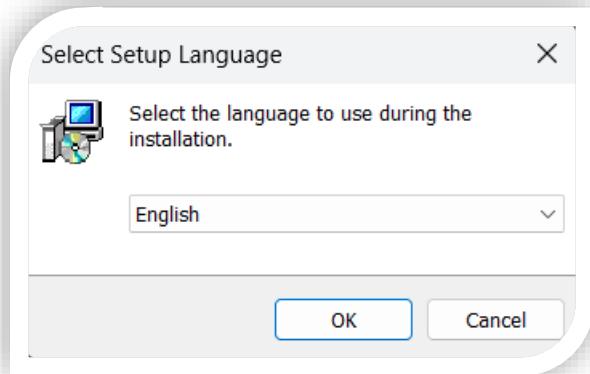 Select Setup Language
Select the language to use during the
installation.
English
OK
Cancel